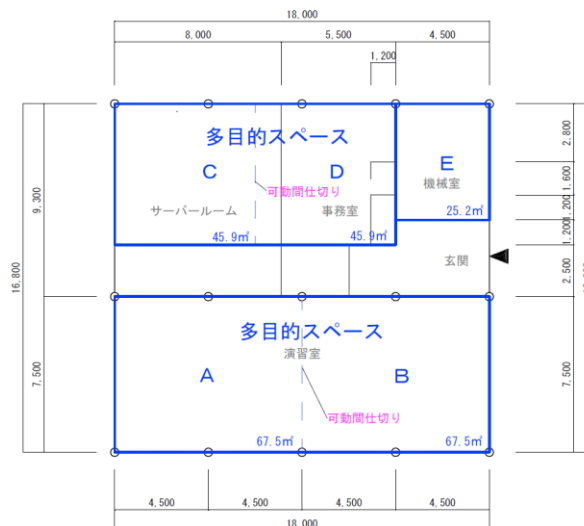 18,000
8,000
5,500
4,500
1,200
多目的スペース
C
D
E
機械室
可動間仕切り
サーバールーム
事務室
25.2㎡
45.9㎡
45.9㎡
玄関
9,300
16,800
7,500
2,800
1,600
1,200
1,200
2,500
7,500
多目的スペース
演習室
A
B
可動間仕切り
67.5㎡
67.5㎡
4,500
4,500
4,500
4,500
18,000